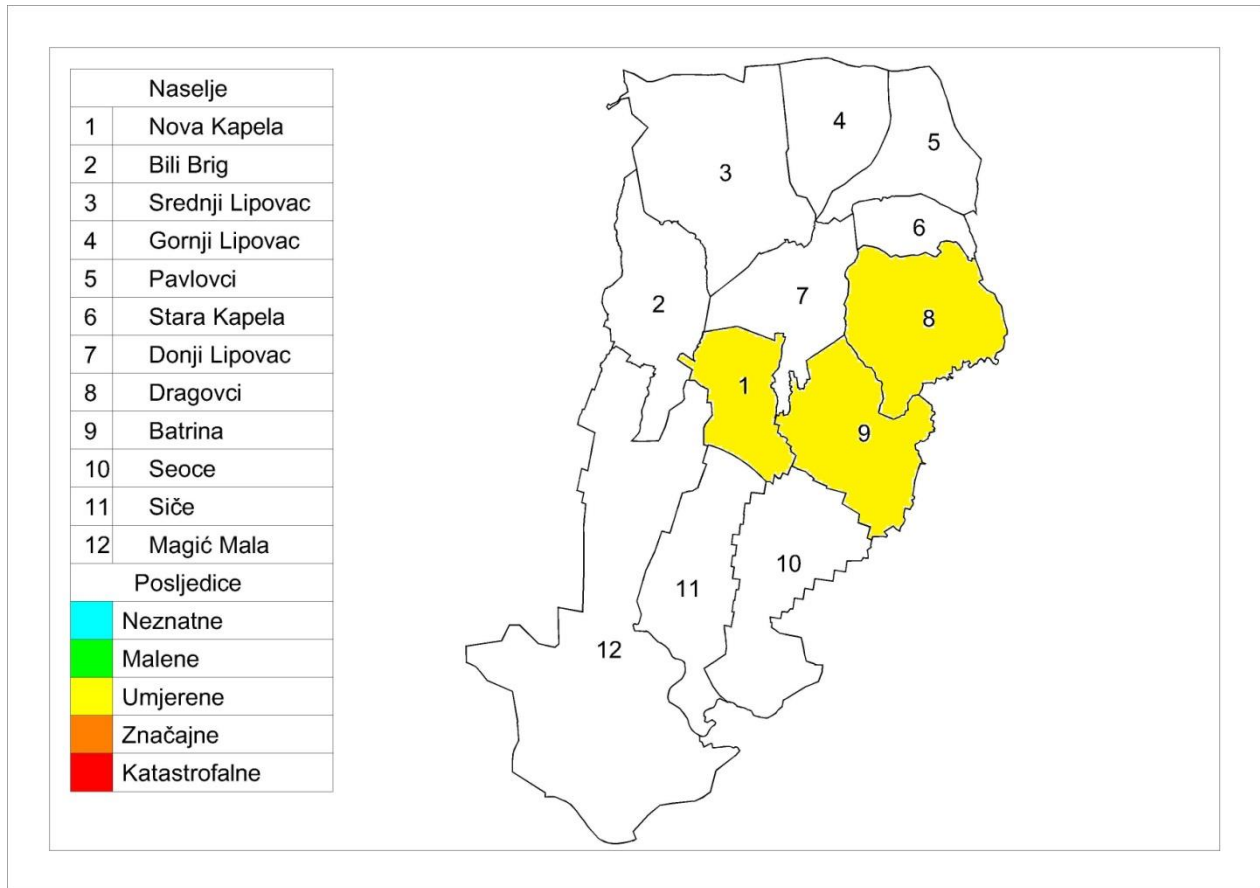 Naselje
1 Nova Kapela
2 Bili Brig
3 Srednji Lipovac
4 Gornji Lipovac
5 Pavlovci
6 Stara Kapela
7 Donji Lipovac
8 Dragovci
9 Batrina
10 Seoce
11 Siče
12 Magić Mala
Posljedice
Neznatne
Malene
Umjerene
Značajne
Katastrofalne
4
5
3
6
7
2
8
1
9
10
11
12